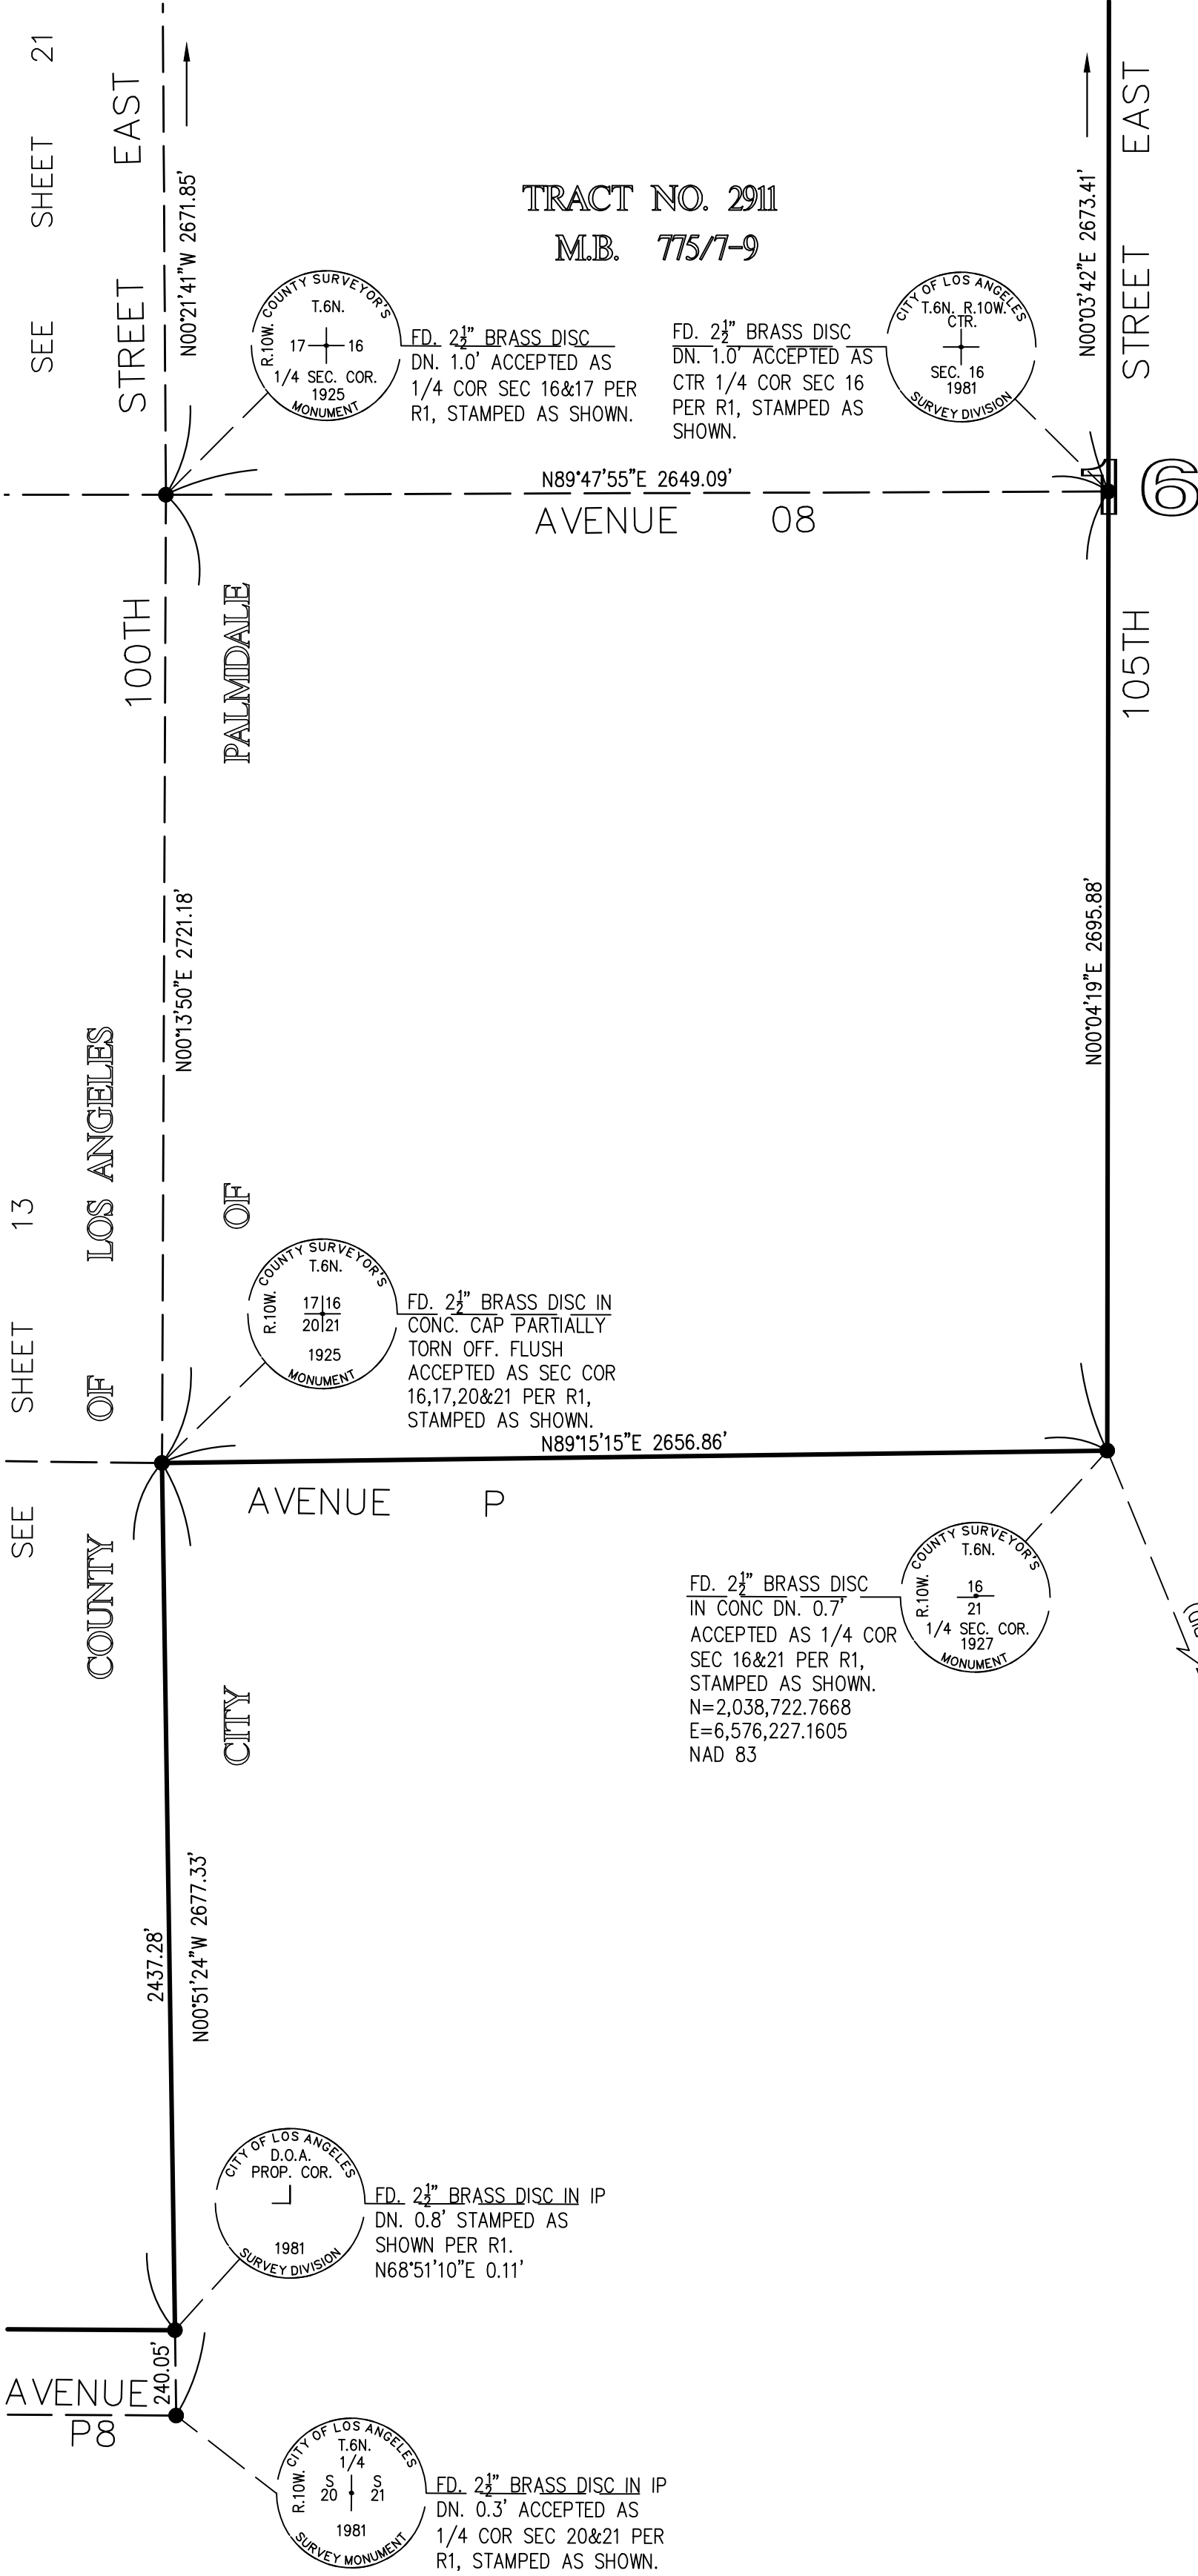 SEE SHEET 21
STREET EAST
N00°21'41"W 2671.85'
TRACT NO. 2911
M.B. 775/7-9
N00°03'42"E 2673.41'
STREET EAST
COUNTY SURVEYOR'S
T.6N.
R.10W.
17 16
1/4 SEC. COR.
1925
MONUMENT
FD. 2½" BRASS DISC
DN. 1.0' ACCEPTED AS
1/4 COR SEC 16&17 PER
R1, STAMPED AS SHOWN.
FD. 2½" BRASS DISC
DN. 1.0' ACCEPTED AS
CTR 1/4 COR SEC 16
PER R1, STAMPED AS
SHOWN.
CITY OF LOS ANGELES
T.6N. R.10W.
CTR.
SEC. 16
1981
SURVEY DIVISION
N89°47'55"E 2649.09'
AVENUE 08
16
100TH
PALMDALE
105TH
N00°13'50"E 2721.18'
N00°04'19"E 2695.88'
LOS ANGELES
OF
SEE SHEET 13
COUNTY SURVEYOR'S
T.6N.
R.10W.
17 16
20 21
1925
MONUMENT
FD. 2½" BRASS DISC IN
CONC. CAP PARTIALLY
TORN OFF. FLUSH
ACCEPTED AS SEC COR
16,17,20&21 PER R1,
STAMPED AS SHOWN.
OF
N89°15'15"E 2656.86'
AVENUE P
COUNTY
CITY
FD. 2½" BRASS DISC
IN CONC DN. 0.7'
ACCEPTED AS 1/4 COR
SEC 16&21 PER R1,
STAMPED AS SHOWN.
N=2,038,722.7668
E=6,576,227.1605
NAD 83
COUNTY SURVEYOR'S
T.6N.
R.10W.
16
21
1/4 SEC. COR.
1927
MONUMENT
2437.28'
N00°51'24"W 2677.33'
CITY OF LOS ANGELES
D.O.A.
PROP. COR.
1981
SURVEY DIVISION
FD. 2½" BRASS DISC IN IP
DN. 0.8' STAMPED AS
SHOWN PER R1.
N68°51'10"E 0.11'
240.05'
AVENUE
P8
CITY OF LOS ANGELES
T.6N.
1/4
R.10W.
S S
20 21
1981
SURVEY MONUMENT
FD. 2½" BRASS DISC IN IP
DN. 0.3' ACCEPTED AS
1/4 COR SEC 20&21 PER
R1, STAMPED AS SHOWN.